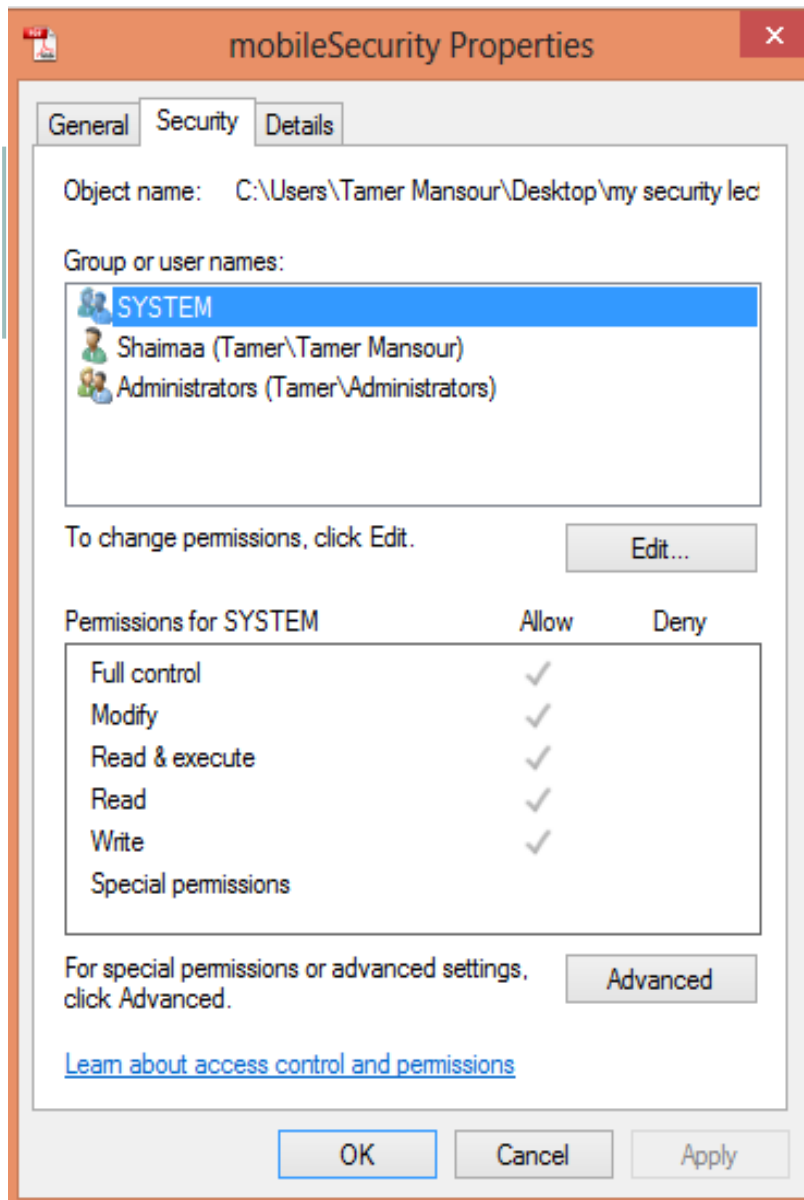 mobileSecurity Properties
General Security Details
Object name: C:\Users\Tamer Mansour\Desktop\my security lect
Group or user names:
SYSTEM
Shaimaa (Tamer\Tamer Mansour)
Administrators (Tamer\Administrators)
To change permissions, click Edit.
Edit...
Permissions for SYSTEM Allow Deny
Full control
Modify
Read & execute
Read
Write
Special permissions
For special permissions or advanced settings,
click Advanced.
Advanced
Learn about access control and permissions
OK Cancel Apply